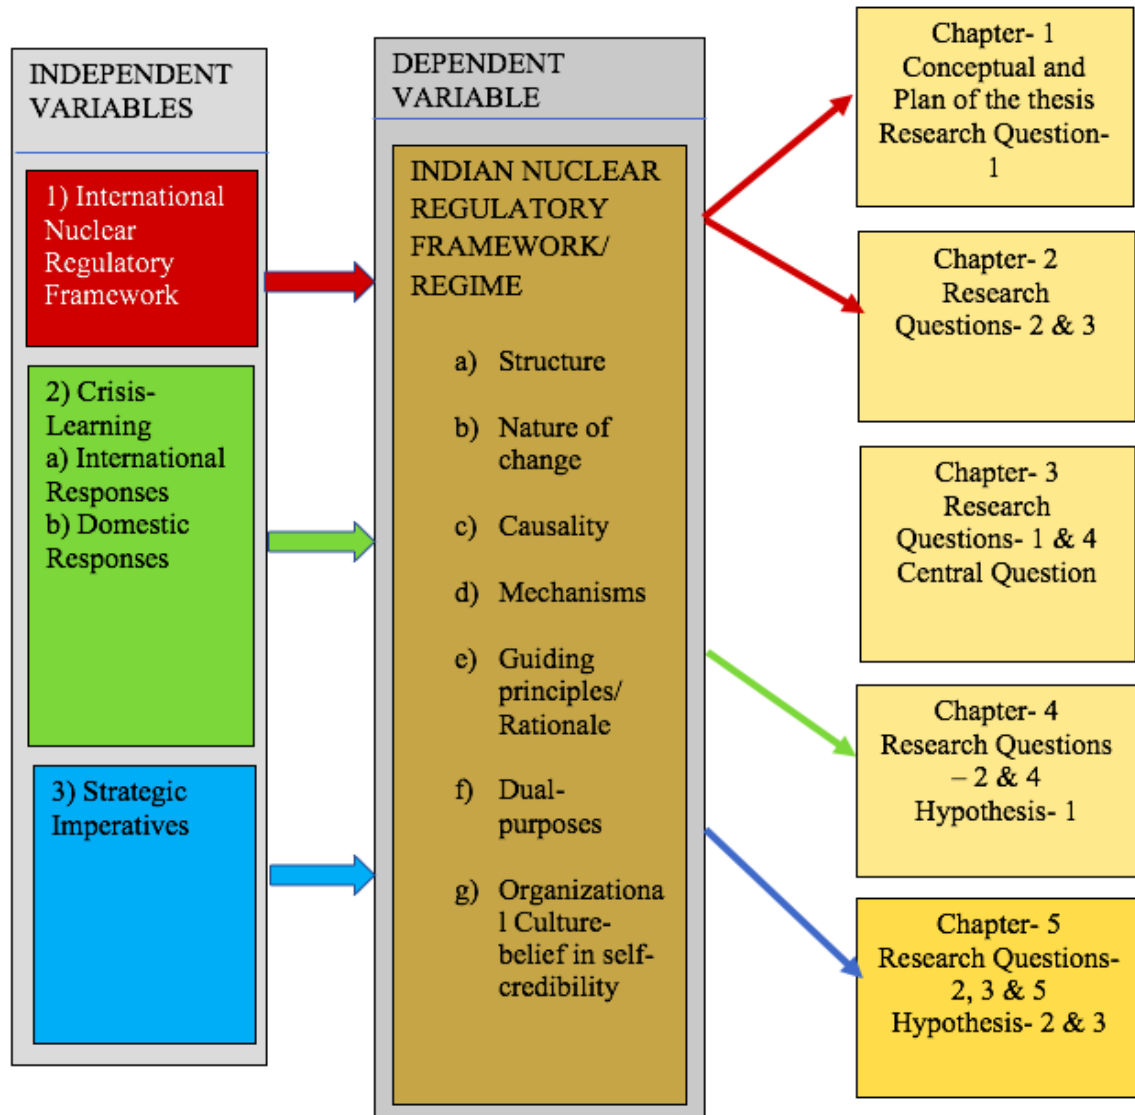 INDEPENDENT
VARIABLES
1) International
Nuclear
Regulatory
Framework
2) Crisis-
Learning
a) International
Responses
b) Domestic
Responses
3) Strategic
Imperatives
DEPENDENT
VARIABLE
INDIAN NUCLEAR
REGULATORY
FRAMEWORK/
REGIME
a) Structure
b) Nature of
change
c) Causality
d) Mechanisms
e) Guiding
principles/
Rationale
f) Dual-
purposes
g) Organizationa
l Culture-
belief in self-
credibility
Chapter- 1
Conceptual and
Plan of the thesis
Research Question-
1
Chapter- 2
Research
Questions- 2 & 3
Chapter- 3
Research
Questions- 1 & 4
Central Question
Chapter- 4
Research Questions
– 2 & 4
Hypothesis- 1
Chapter- 5
Research Questions-
2, 3 & 5
Hypothesis- 2 & 3